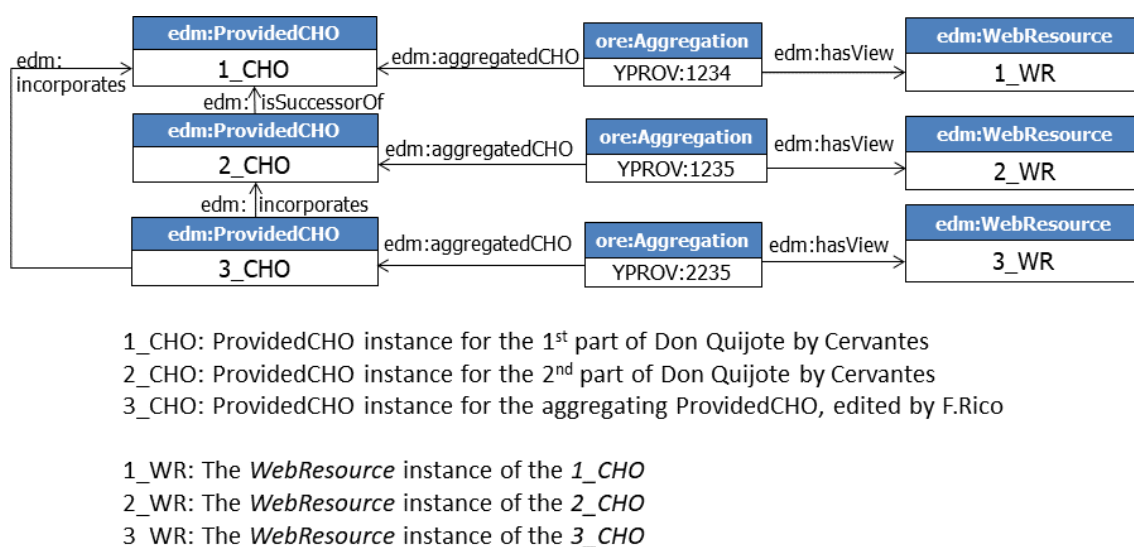 edm:ProvidedCHO
1_CHO
edm:
incorporates
edm:aggregatedCHO
ore:Aggregation
YPROV:1234
edm:hasView
edm:WebResource
1_WR
edm: isSuccessorOf
edm:ProvidedCHO
2_CHO
edm:aggregatedCHO
ore:Aggregation
YPROV:1235
edm:hasView
edm:WebResource
2_WR
edm: incorporates
edm:ProvidedCHO
3_CHO
edm:aggregatedCHO
ore:Aggregation
YPROV:2235
edm:hasView
edm:WebResource
3_WR
1_CHO: ProvidedCHO instance for the 1st part of Don Quijote by Cervantes
2_CHO: ProvidedCHO instance for the 2nd part of Don Quijote by Cervantes
3_CHO: ProvidedCHO instance for the aggregating ProvidedCHO, edited by F.Rico
1_WR: The WebResource instance of the 1_CHO
2_WR: The WebResource instance of the 2_CHO
3_WR: The WebResource instance of the 3_CHO